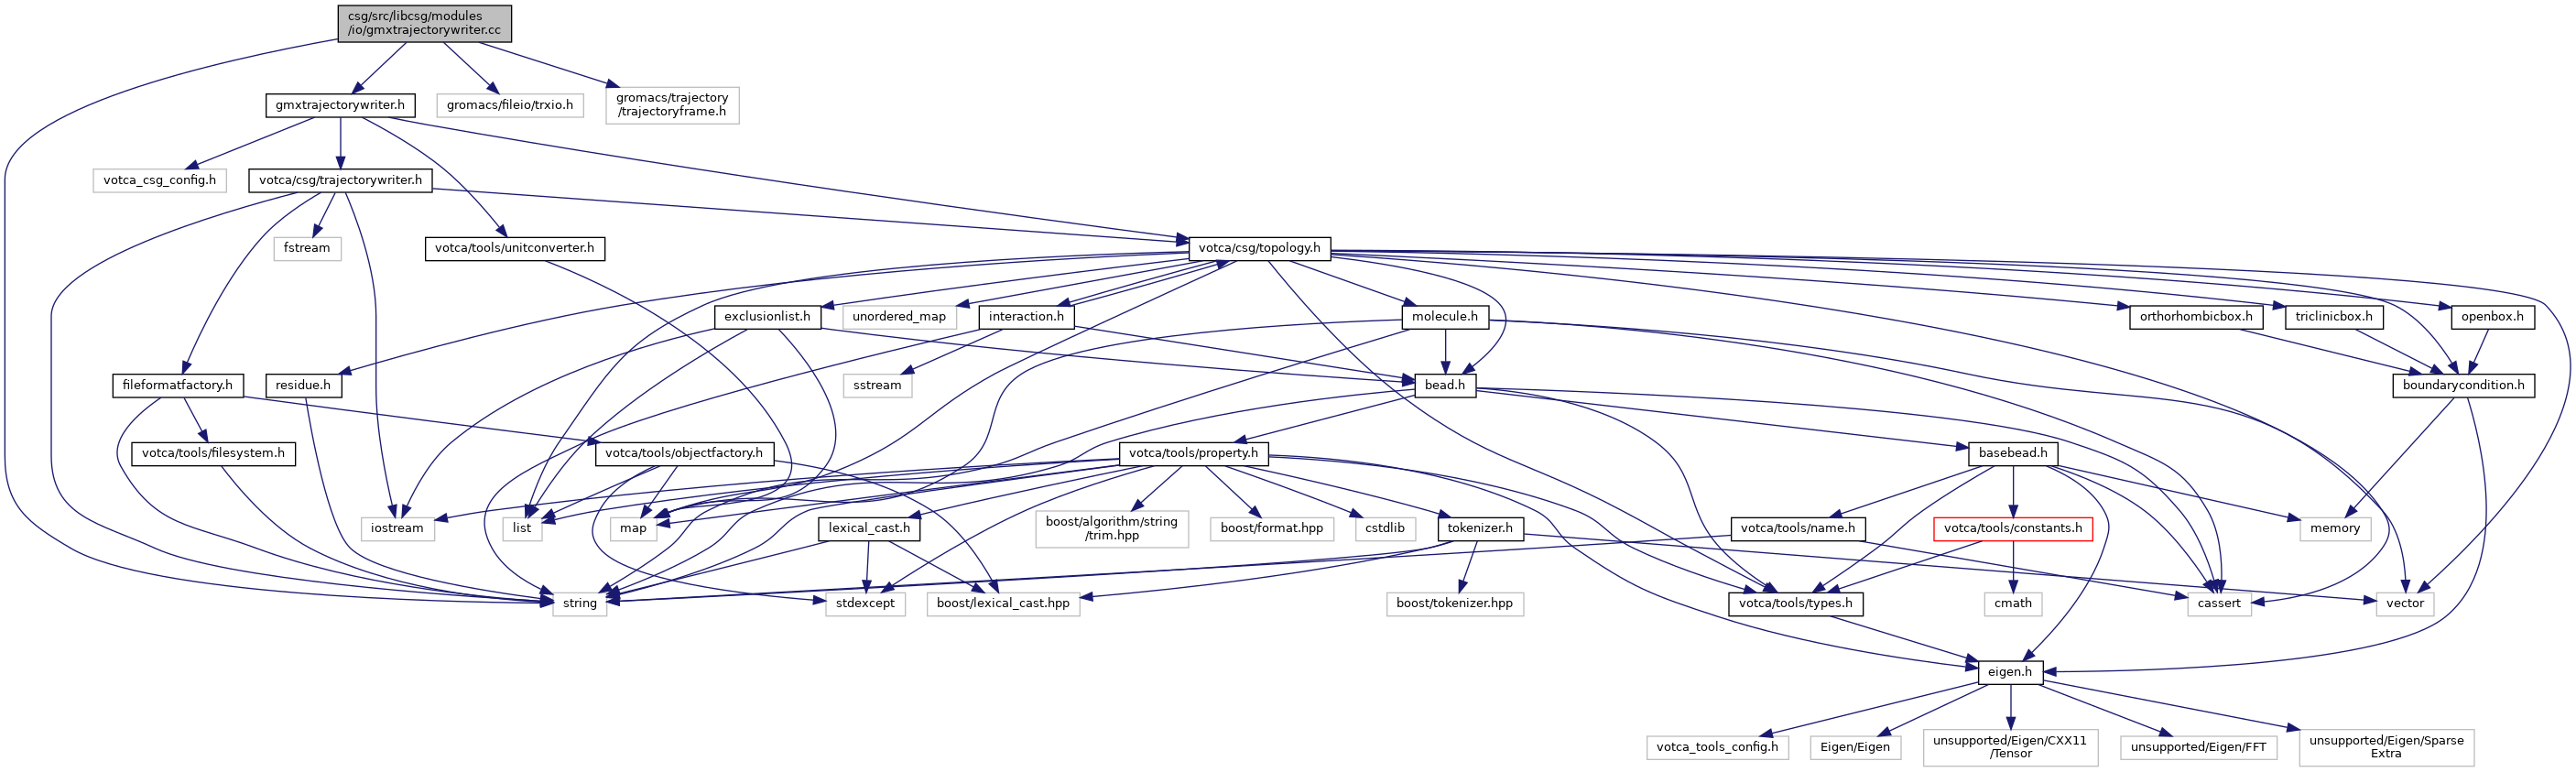 csg/src/libcsg/modules
/io/gmxtrajectorywriter.cc
gmxtrajectorywriter.h
gromacs/fileio/trxio.h
gromacs/trajectory
/trajectoryframe.h
votca_csg_config.h
votca/csg/trajectorywriter.h
fstream
votca/tools/unitconverter.h
votca/csg/topology.h
exclusionlist.h
unordered_map
interaction.h
molecule.h
orthorhombicbox.h
triclinicbox.h
openbox.h
fileformatfactory.h
residue.h
sstream
bead.h
boundarycondition.h
votca/tools/filesystem.h
votca/tools/objectfactory.h
votca/tools/property.h
basebead.h
iostream
list
map
lexical_cast.h
boost/algorithm/string
/trim.hpp
boost/format.hpp
cstdlib
tokenizer.h
votca/tools/name.h
votca/tools/constants.h
memory
string
stdexcept
boost/lexical_cast.hpp
boost/tokenizer.hpp
votca/tools/types.h
cmath
cassert
vector
eigen.h
votca_tools_config.h
Eigen/Eigen
unsupported/Eigen/CXX11
/Tensor
unsupported/Eigen/FFT
unsupported/Eigen/Sparse
Extra